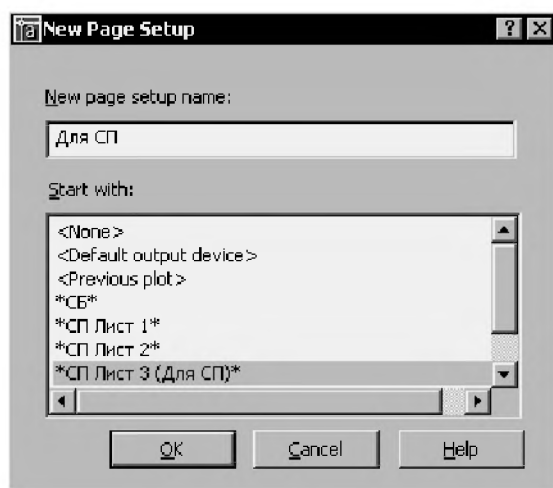 New Page Setup
New page setup name:
Для СП
Start with:
<None>
<Default output device>
<Previous plot>
*СБ*
*СП Лист 1*
*СП Лист 2*
*СП Лист 3 (Для СП)*
OK Cancel Help